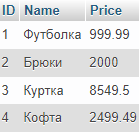 ID Name Price
1 Футболка 999.99
2 Брюки 2000
3 Куртка 8549.5
4 Кофта 2499.49